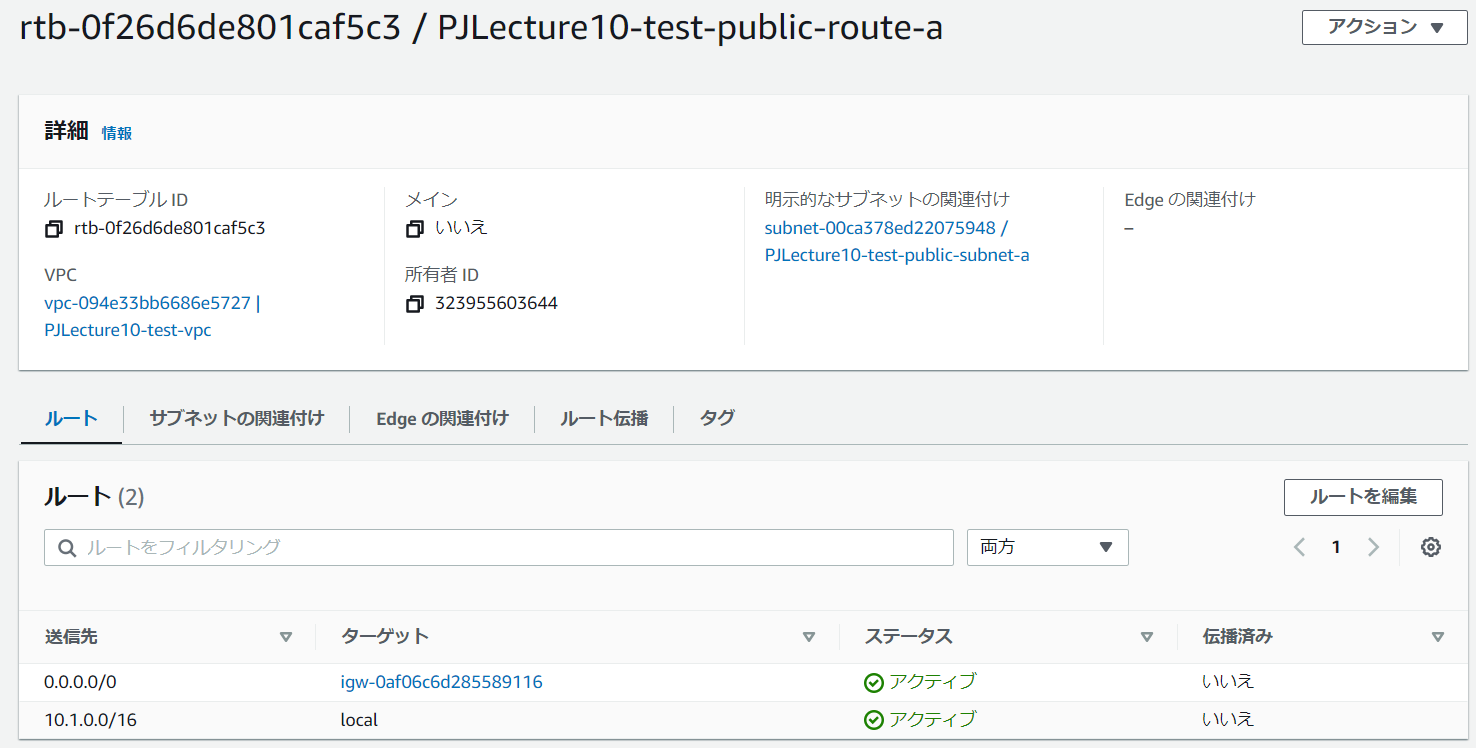 rtb-0f26d6de801caf5c3 / PJLecture10-test-public-route-a
アクション
詳細 情報
ルートテーブル ID
rtb-0f26d6de801caf5c3
メイン
いいえ
明示的なサブネットの関連付け
subnet-00ca378ed22075948 /
PJLecture10-test-public-subnet-a
Edge の関連付け
–
VPC
vpc-094e33bb6686e5727 |
PJLecture10-test-vpc
所有者 ID
323955603644
ルート サブネットの関連付け Edge の関連付け ルート伝播 タグ
ルート (2)
ルートを編集
ルートをフィルタリング 両方 1
送信先 ターゲット ステータス 伝播済み
0.0.0.0/0 igw-0af06c6d285589116 アクティブ いいえ
10.1.0.0/16 local アクティブ いいえ